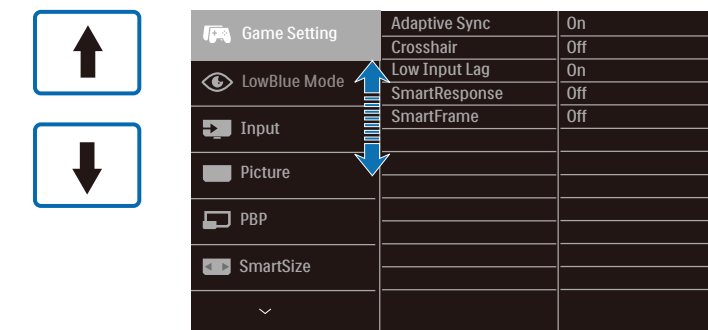 Game Setting
LowBlue Mode
Input
Picture
PBP
SmartSize
Adaptive Sync On
Crosshair Off
Low Input Lag On
SmartResponse Off
SmartFrame Off